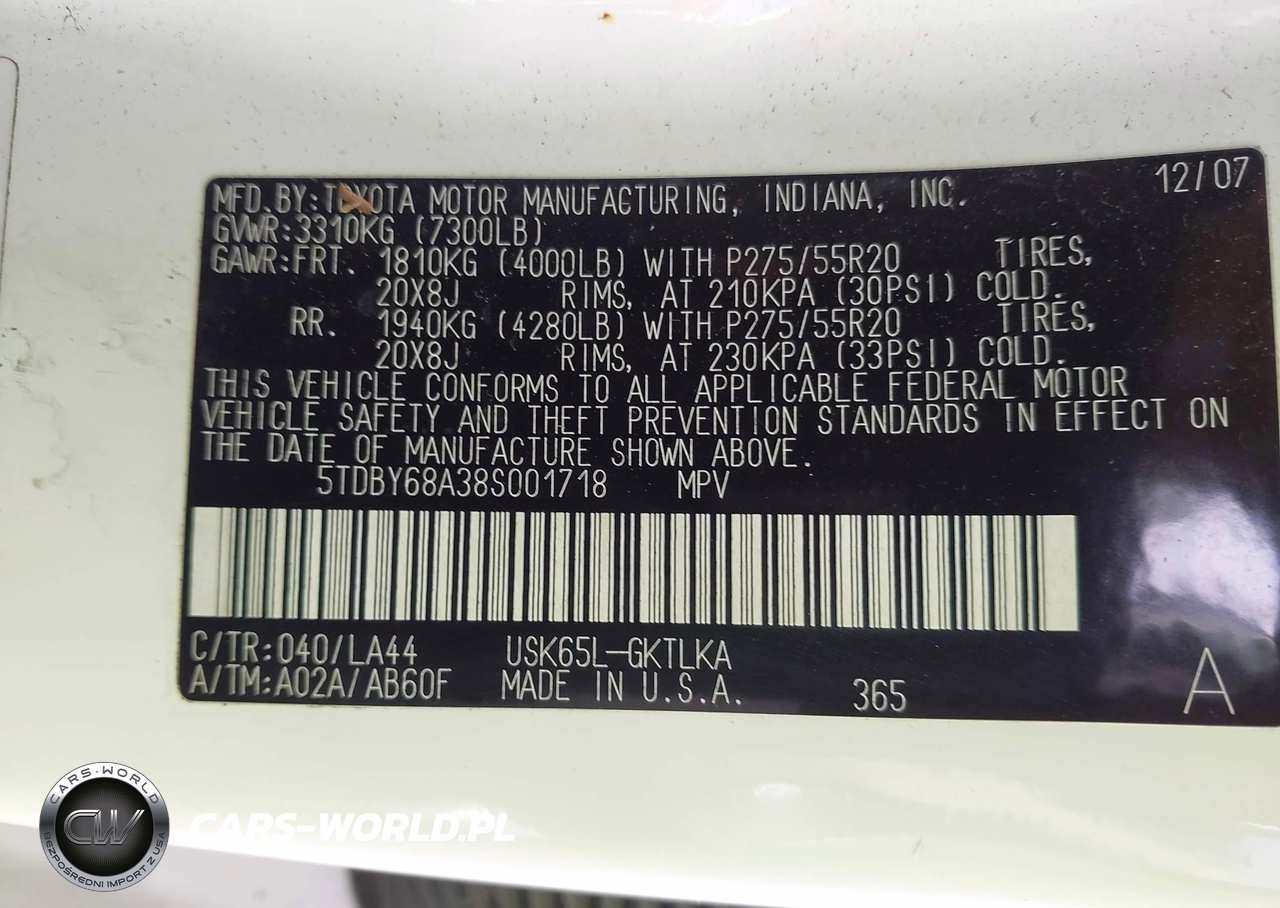 12/07
MFD.BY:TOYOTA MOTOR MANUFACTURING, INDIANA, INC.
GVWR:3310KG (7300LB)
GAWR:FRT. 1810KG (4000LB) WITH P275/55R20 TIRES,
20X8J RIMS, AT 210KPA (30PSI) COLD.
RR. 1940KG (4280LB) WITH P275/55R20 TIRES,
20X8J RIMS, AT 230KPA (33PSI) COLD.
THIS VEHICLE CONFORMS TO ALL APPLICABLE FEDERAL MOTOR
VEHICLE SAFETY AND THEFT PREVENTION STANDARDS IN EFFECT ON
THE DATE OF MANUFACTURE SHOWN ABOVE.
5TDBY68A38S001718 MPV
C/TR:040/LA44 USK65L-GKTLKA
A/TM:A02A/AB60F MADE IN U.S.A. 365 A
CARS-WORLD
CW
BEZPOŚREDNI IMPORT Z USA
CARS-WORLD.PL